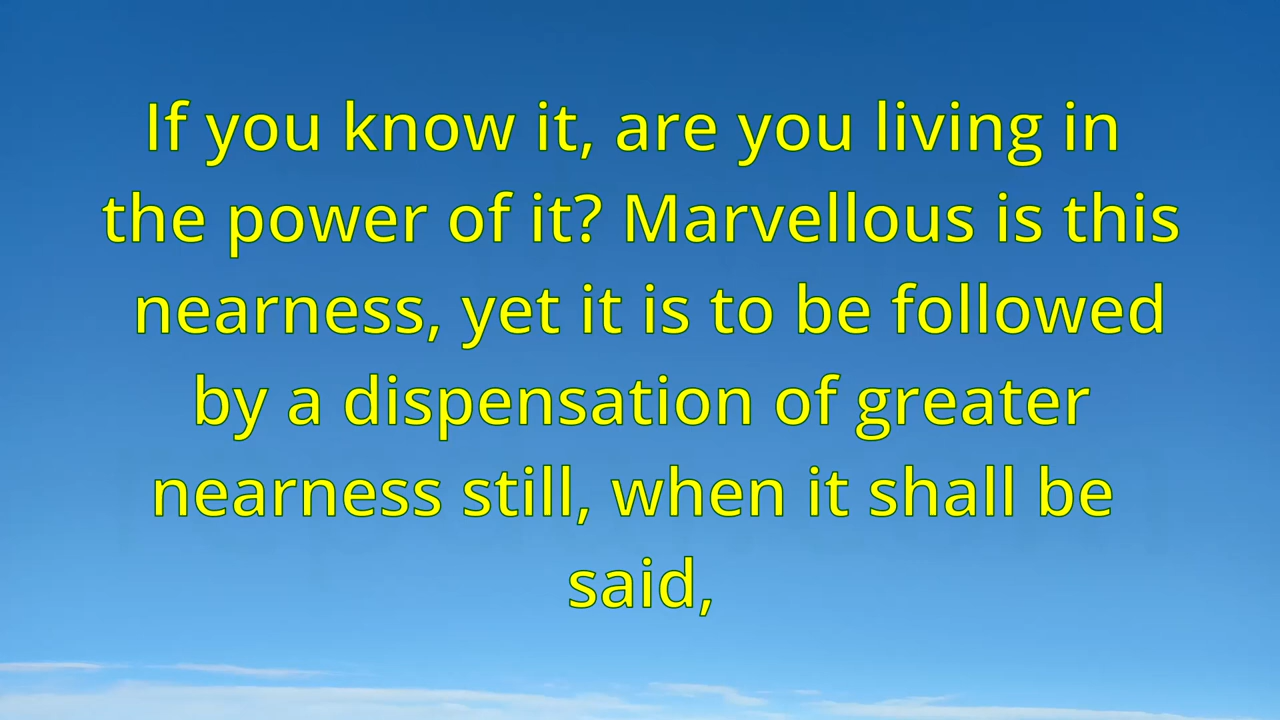 If you know it, are you living in
the power of it? Marvellous is this
nearness, yet it is to be followed
by a dispensation of greater
nearness still, when it shall be
said,